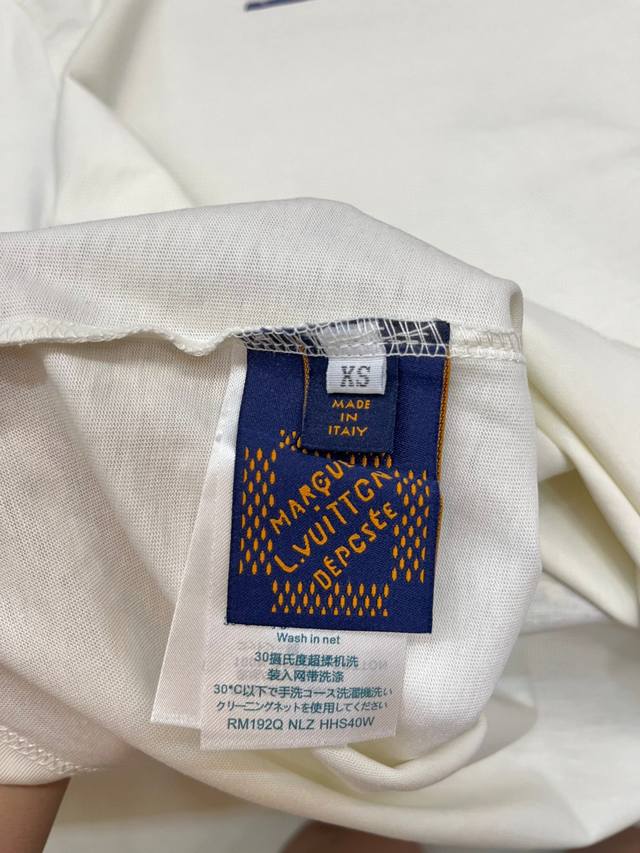 XS
MADE
IN
ITALY
L.VUITTON
DÉPOSÉE
Wash in net
30摄氏度超揉机洗
装入网带洗涤
30°C以下で手洗コース洗濯機洗い
クリーニングネットを使用してください
RM192Q NLZ HHS40W